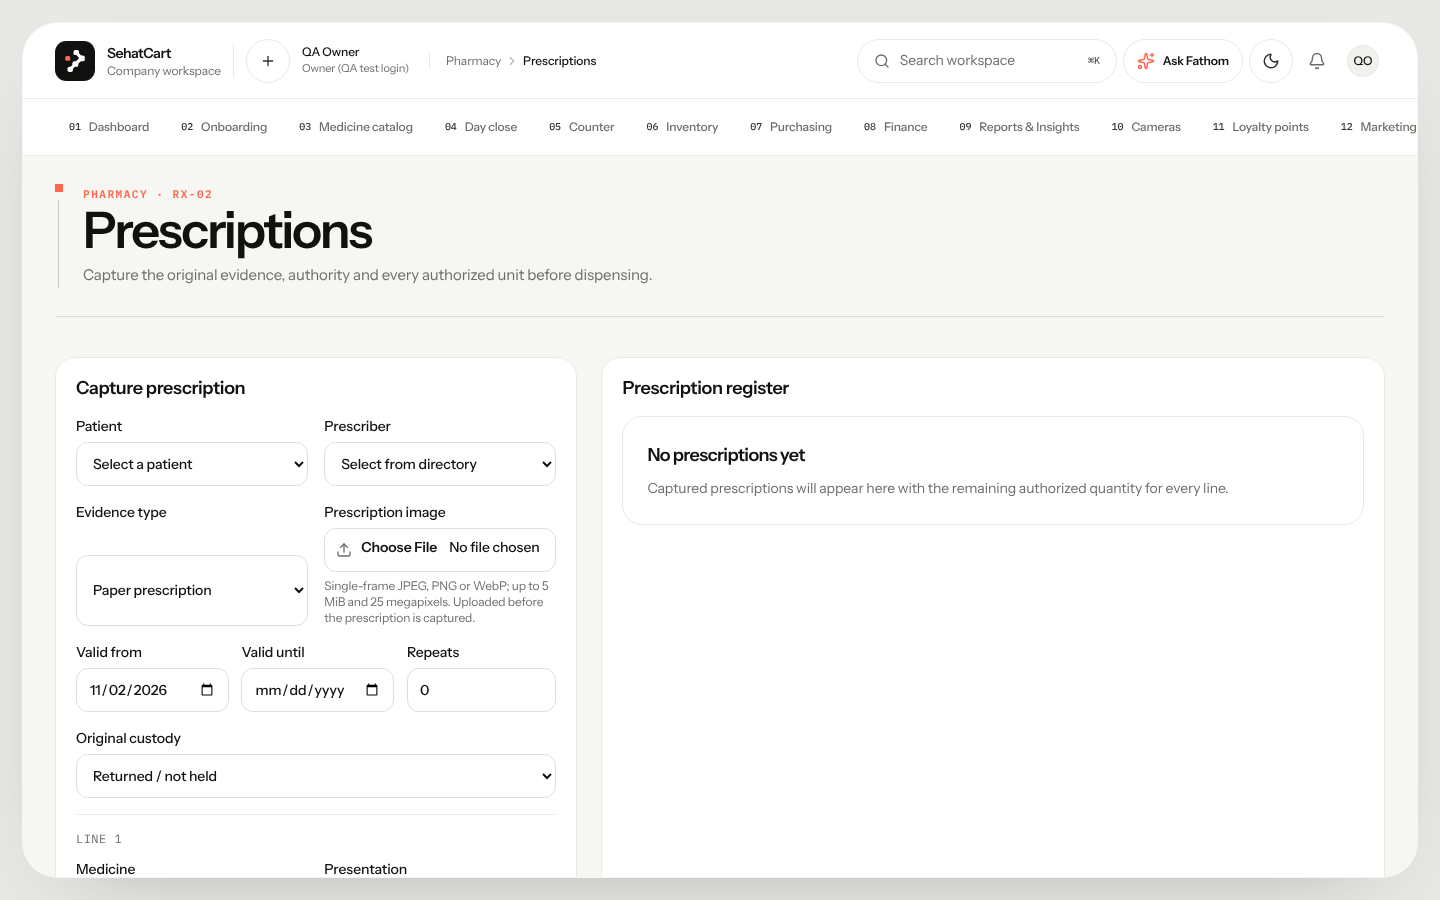 SehatCart
Company workspace
QA Owner
Owner (QA test login)
Pharmacy > Prescriptions
Search workspace
⌘K
Ask Fathom
QO
01 Dashboard
02 Onboarding
03 Medicine catalog
04 Day close
05 Counter
06 Inventory
07 Purchasing
08 Finance
09 Reports & Insights
10 Cameras
11 Loyalty points
12 Marketing
PHARMACY · RX-02
Prescriptions
Capture the original evidence, authority and every authorized unit before dispensing.
Capture prescription
Patient
Select a patient
Prescriber
Select from directory
Evidence type
Paper prescription
Prescription image
Choose File No file chosen
Single-frame JPEG, PNG or WebP; up to 5
MiB and 25 megapixels. Uploaded before
the prescription is captured.
Valid from
11/02/2026
Valid until
mm/dd/yyyy
Repeats
0
Original custody
Returned / not held
LINE 1
Medicine
Presentation
Prescription register
No prescriptions yet
Captured prescriptions will appear here with the remaining authorized quantity for every line.